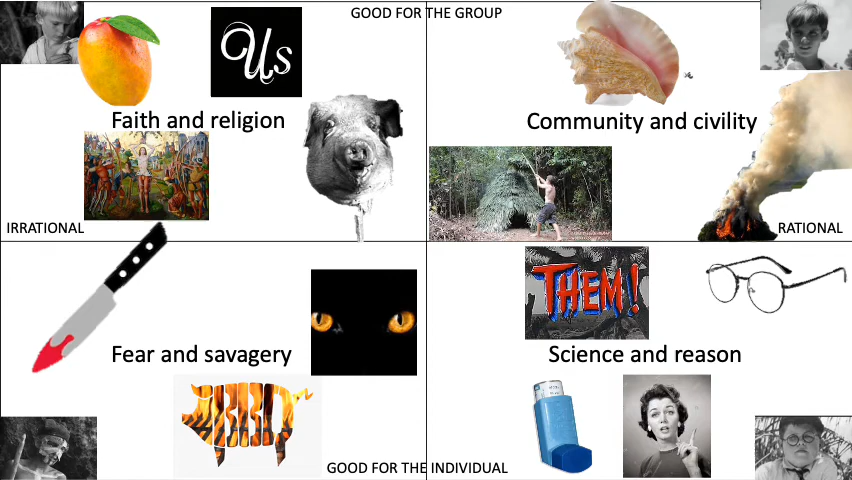 GOOD FOR THE GROUP
Us
Faith and religion
Community and civility
IRRATIONAL
RATIONAL
THEM!
Fear and savagery
Science and reason
GOOD FOR THE INDIVIDUAL